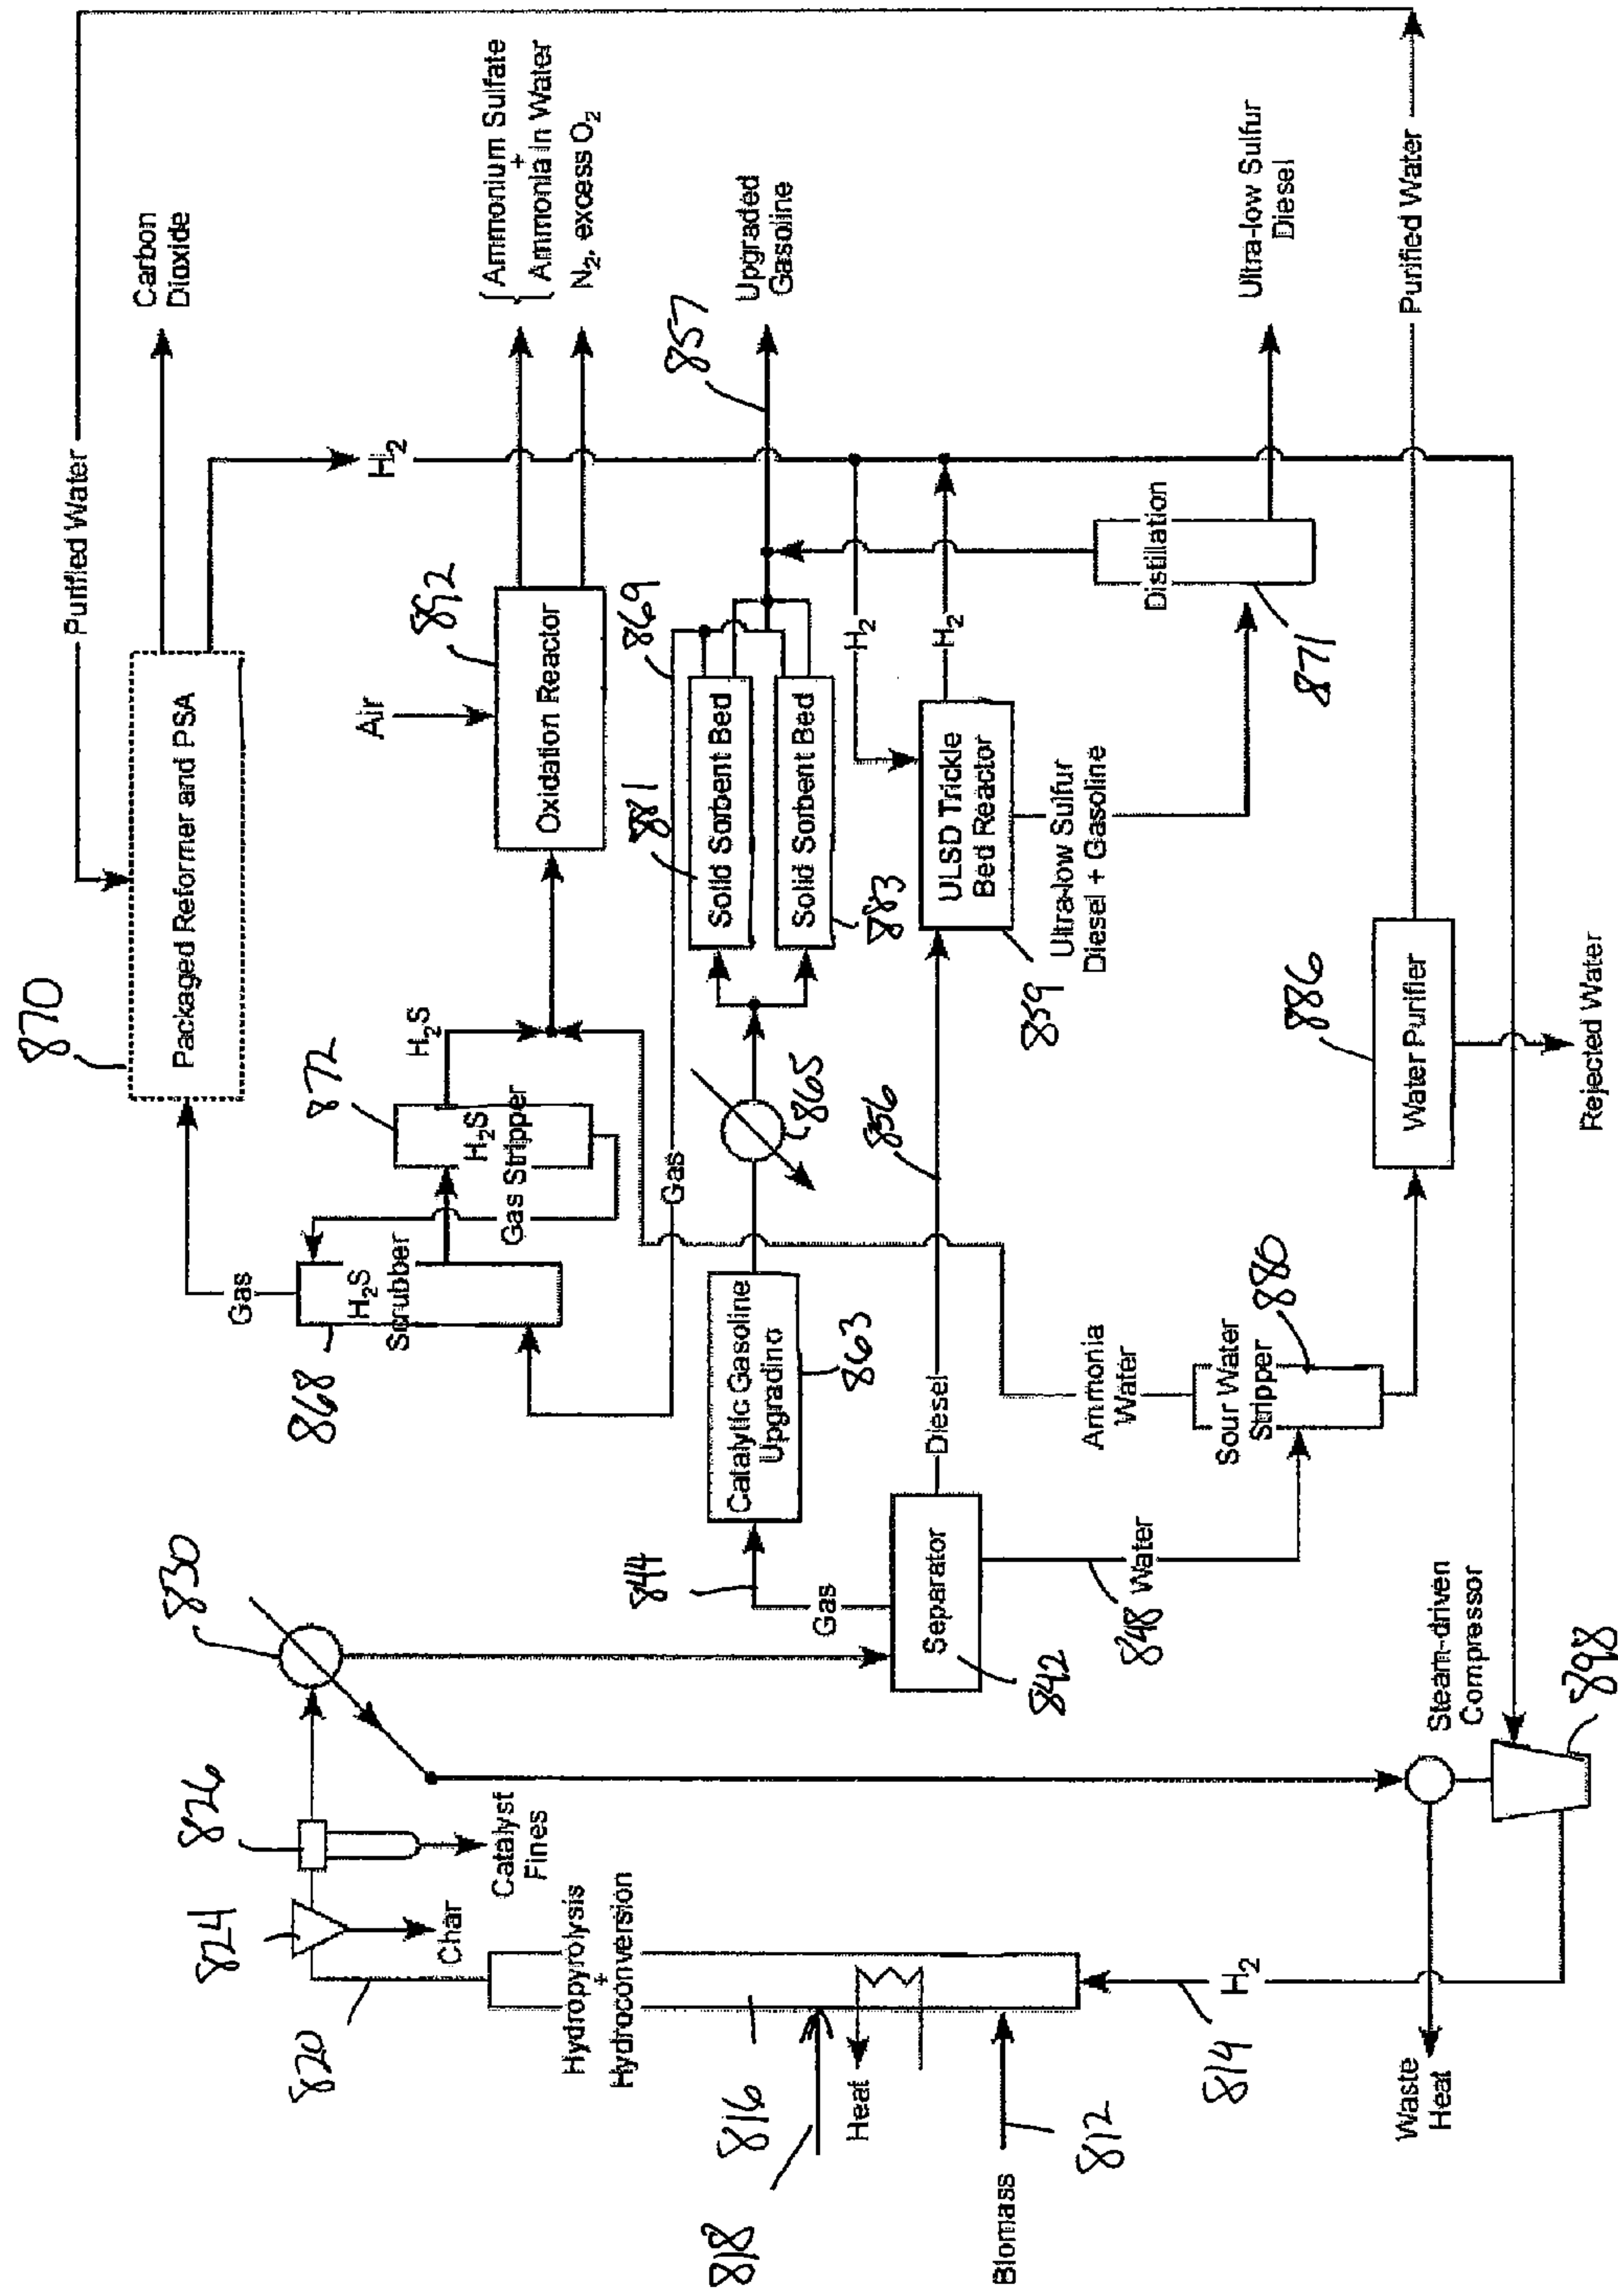 Purified Water
Carbon
Dioxide
870
Packaged Reformer and PSA
H2
Gas
868
H2S
Scrubber
872
H2S
Gas Stripper
H2S
Air
892
Oxidation Reactor
{Ammonium Sulfate
+
Ammonia in Water
N2, excess O2
830
826
824
Catalyst
Fines
Char
820
Hydropyrolysis
+
Hydroconversion
816
818
Heat
Biomass
812
814
H2
Waste
Heat
Steam-driven
Compressor
898
Separator
842
Gas
844
Catalytic Gasoline
Upgrading
863
865
Gas
869
881
Solid Sorbent Bed
Solid Sorbent Bed
883
857
Upgraded
Gasoline
Diesel
856
859
ULSD Trickle
Bed Reactor
H2
H2
Ultra-low Sulfur
Diesel + Gasoline
Distillation
871
Ultra-low Sulfur
Diesel
848 Water
Ammonia
Water
Sour Water
Stripper
880
886
Water Purifier
Rejected Water
Purified Water